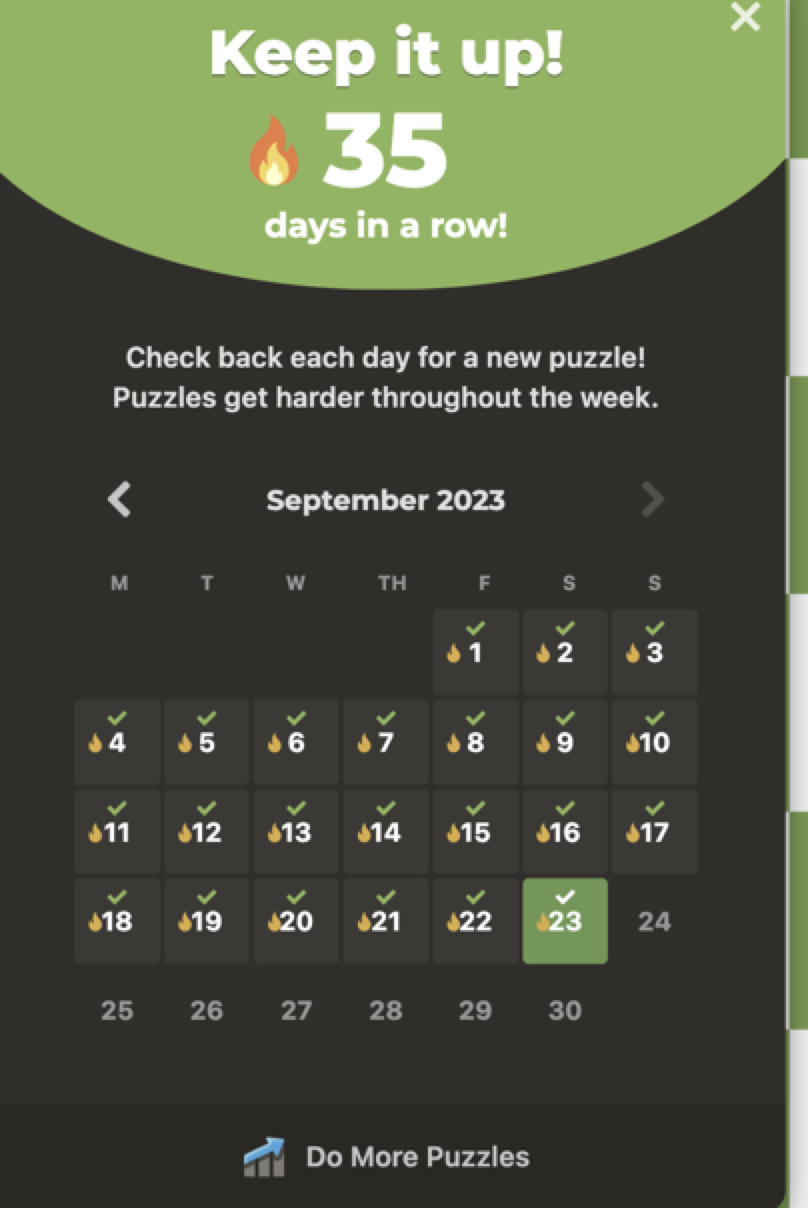 Keep it up!
35
days in a row!
Check back each day for a new puzzle!
Puzzles get harder throughout the week.
September 2023
M T W TH F S S
1 2 3
4 5 6 7 8 9 10
11 12 13 14 15 16 17
18 19 20 21 22 23 24
25 26 27 28 29 30
Do More Puzzles